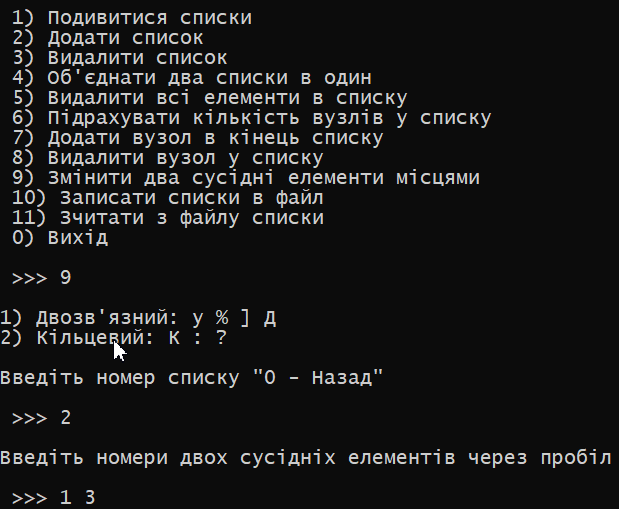 1) Подивитися списки
2) Додати список
3) Видалити список
4) Об'єднати два списки в один
5) Видалити всі елементи в списку
6) Підрахувати кількість вузлів у списку
7) Додати вузол в кінець списку
8) Видалити вузол у списку
9) Змінити два сусідні елементи місцями
10) Записати списки в файл
11) Зчитати з файлу списки
0) Вихід
>>> 9
1) Двозв'язний: у % ] Д
2) Кільцевий: К : ?
Введіть номер списку "0 - Назад"
>>> 2
Введіть номери двох сусідніх елементів через пробіл
>>> 1 3